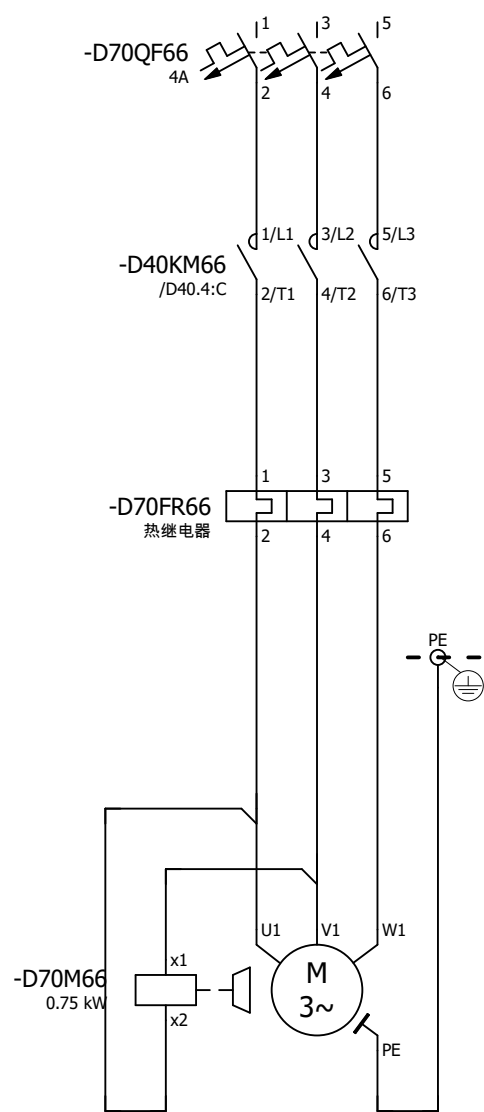 1 3 5
-D70QF66
4A
2 4 6
1/L1 3/L2 5/L3
-D40KM66
/D40.4:C
2/T1 4/T2 6/T3
1 3 5
-D70FR66
热继电器
2 4 6
PE
U1 V1 W1
x1
-D70M66
0.75 kW
M
3~
x2
PE